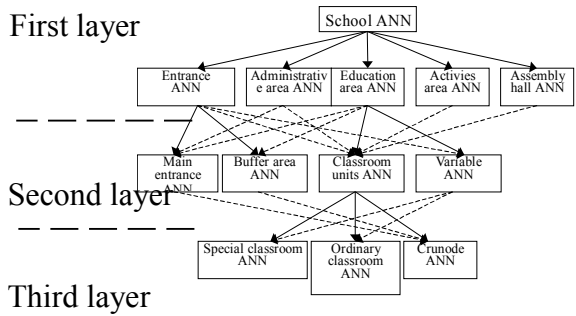 First layer
School ANN
Entrance
ANN
Administrativ
e area ANN
Education
area ANN
Activies
area ANN
Assembly
hall ANN
Main
entrance
ANN
Buffer area
ANN
Classroom
units ANN
Variable
ANN
Second layer
Special classroom
ANN
Ordinary
classroom
ANN
Crunode
ANN
Third layer